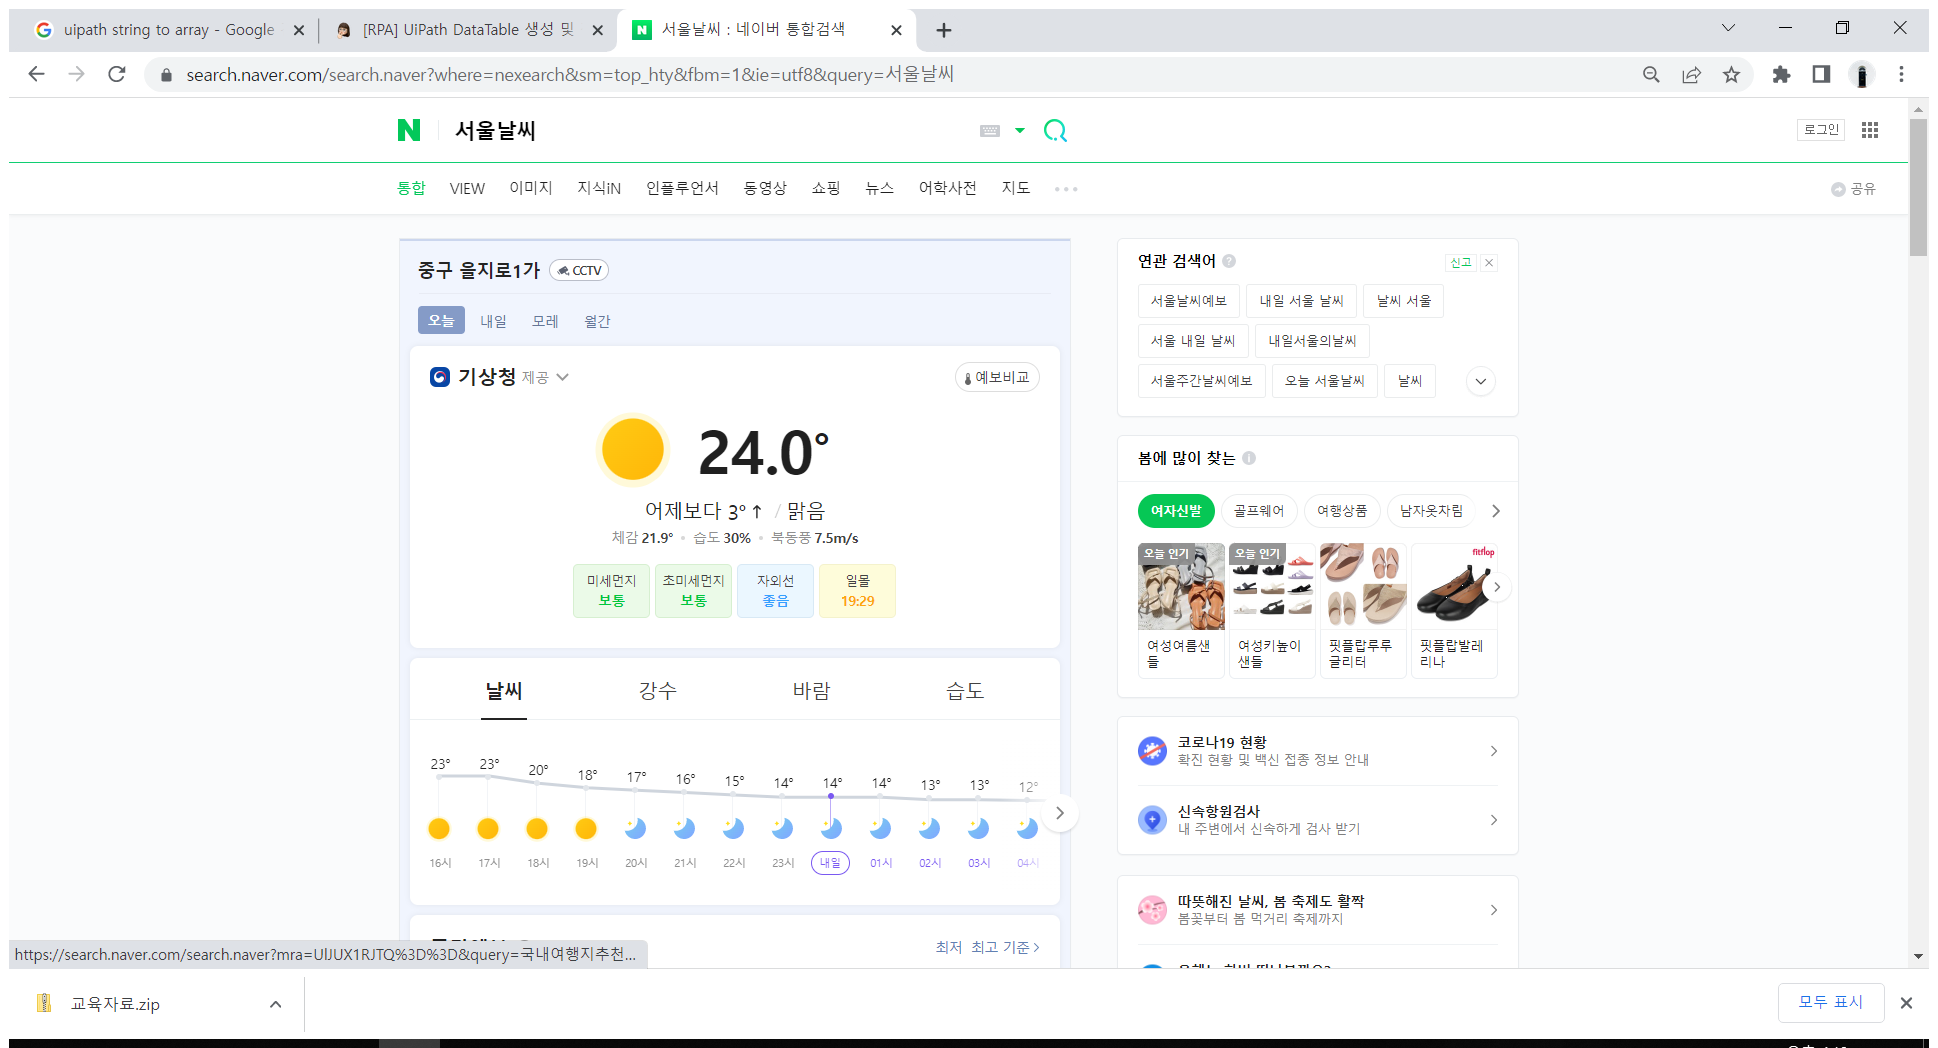 uipath string to array - Google
[RPA] UiPath DataTable 생성 및
서울날씨 : 네이버 통합검색
search.naver.com/search.naver?where=nexearch&sm=top_hty&fbm=1&ie=utf8&query=서울날씨
N 서울날씨
로그인
통합 VIEW 이미지 지식iN 인플루언서 동영상 쇼핑 뉴스 어학사전 지도
공유
중구 을지로1가 CCTV
오늘 내일 모레 월간
기상청 제공
예보비교
24.0°
어제보다 3° ↑ / 맑음
체감 21.9° • 습도 30% • 북동풍 7.5m/s
미세먼지 초미세먼지 자외선 일몰
보통 보통 좋음 19:29
날씨 강수 바람 습도
23° 23° 20° 18° 17° 16° 15° 14° 14° 14° 13° 13° 12°
16시 17시 18시 19시 20시 21시 22시 23시 내일 01시 02시 03시 04시
최저 최고 기준 >
연관 검색어 ?
신고
서울날씨예보 내일 서울 날씨 날씨 서울
서울 내일 날씨 내일서울의날씨
서울주간날씨예보 오늘 서울날씨 날씨
봄에 많이 찾는
여자신발 골프웨어 여행상품 남자옷차림
오늘 인기 오늘 인기 fitflop
여성여름샌들 여성키높이샌들 핏플랍루루글리터 핏플랍발레리나
코로나19 현황
확진 현황 및 백신 접종 정보 안내
신속항원검사
내 주변에서 신속하게 검사 받기
따뜻해진 날씨, 봄 축제도 활짝
봄꽃부터 봄 먹거리 축제까지
https://search.naver.com/search.naver?mra=UlJUX1RJTQ%3D%3D&query=국내여행지추천...
교육자료.zip
모두 표시